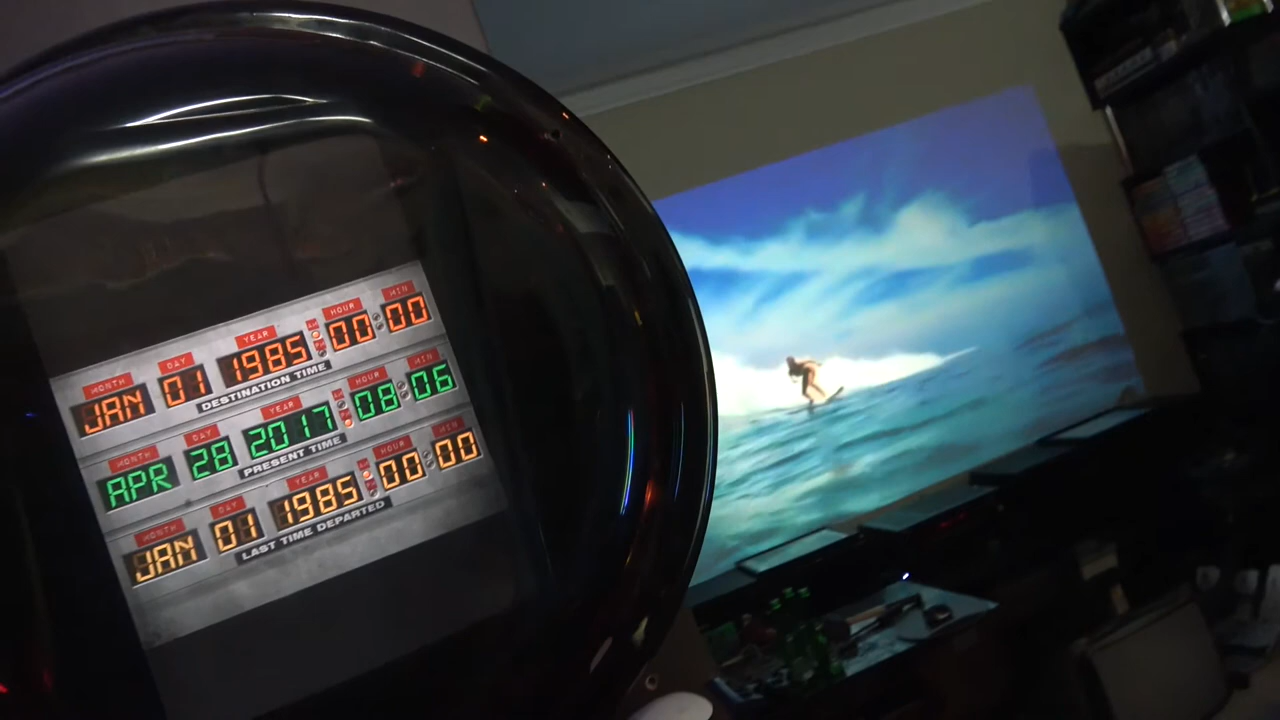 MONTH DAY YEAR HOUR MIN
JAN 01 1985 AM PM 00:00
DESTINATION TIME
MONTH DAY YEAR HOUR MIN
APR 28 2017 AM PM 08:06
PRESENT TIME
MONTH DAY YEAR HOUR MIN
JAN 01 1985 AM PM 00:00
LAST TIME DEPARTED